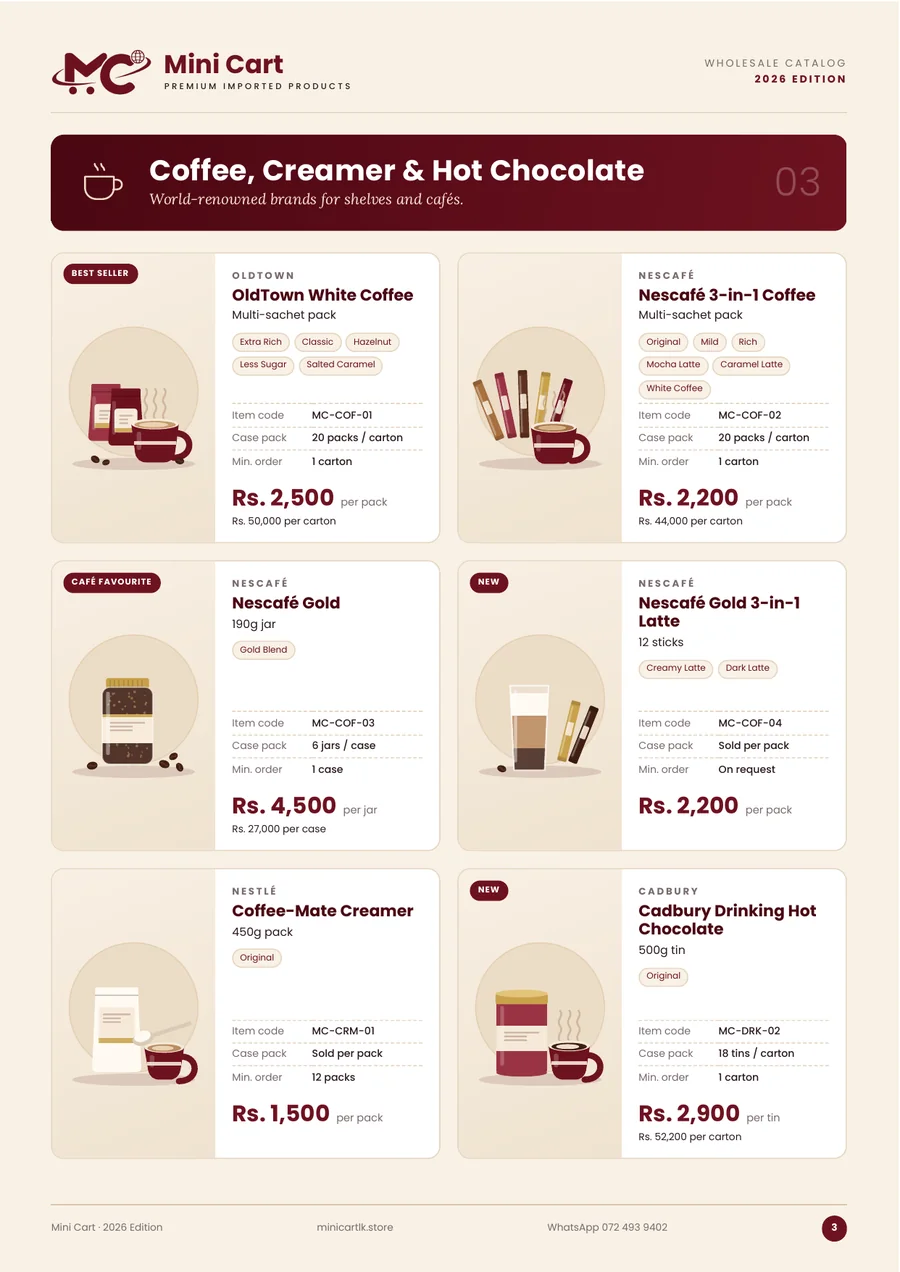 MC
Mini Cart
PREMIUM IMPORTED PRODUCTS
WHOLESALE CATALOG
2026 EDITION
Coffee, Creamer & Hot Chocolate
World-renowned brands for shelves and cafés.
03
BEST SELLER
OLDTOWN
OldTown White Coffee
Multi-sachet pack
Extra Rich Classic Hazelnut
Less Sugar Salted Caramel
Item code MC-COF-01
Case pack 20 packs / carton
Min. order 1 carton
Rs. 2,500 per pack
Rs. 50,000 per carton
NESCAFÉ
Nescafé 3-in-1 Coffee
Multi-sachet pack
Original Mild Rich
Mocha Latte Caramel Latte
White Coffee
Item code MC-COF-02
Case pack 20 packs / carton
Min. order 1 carton
Rs. 2,200 per pack
Rs. 44,000 per carton
CAFÉ FAVOURITE
NESCAFÉ
Nescafé Gold
190g jar
Gold Blend
Item code MC-COF-03
Case pack 6 jars / case
Min. order 1 case
Rs. 4,500 per jar
Rs. 27,000 per case
NEW
NESCAFÉ
Nescafé Gold 3-in-1
Latte
12 sticks
Creamy Latte Dark Latte
Item code MC-COF-04
Case pack Sold per pack
Min. order On request
Rs. 2,200 per pack
NESTLÉ
Coffee-Mate Creamer
450g pack
Original
Item code MC-CRM-01
Case pack Sold per pack
Min. order 12 packs
Rs. 1,500 per pack
NEW
CADBURY
Cadbury Drinking Hot
Chocolate
500g tin
Original
Item code MC-DRK-02
Case pack 18 tins / carton
Min. order 1 carton
Rs. 2,900 per tin
Rs. 52,200 per carton
Mini Cart · 2026 Edition
minicartlk.store
WhatsApp 072 493 9402
3